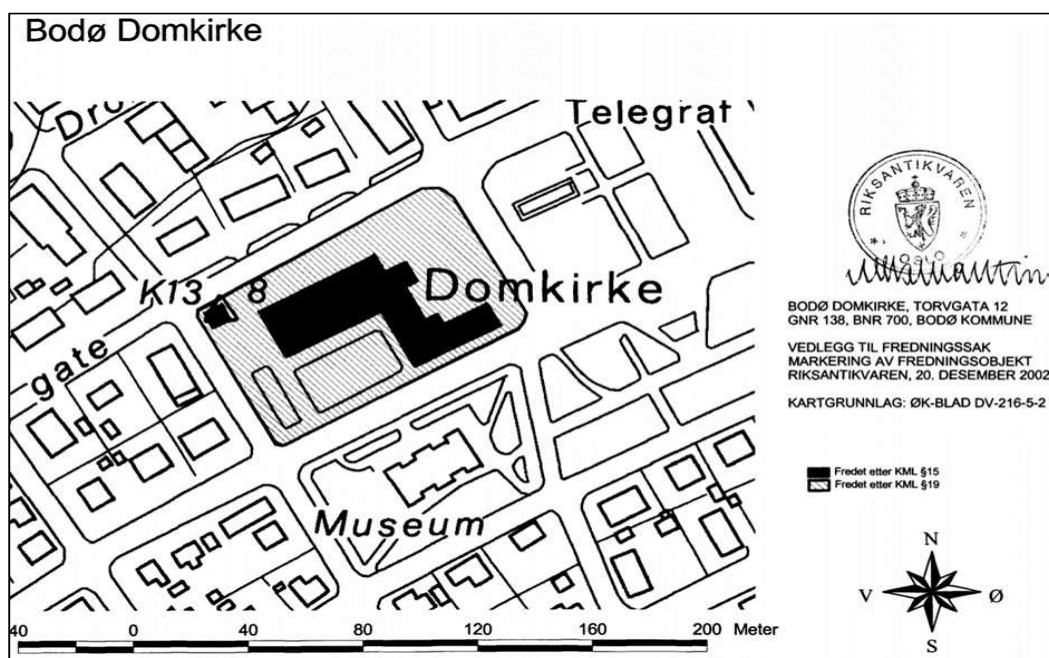 Bodø Domkirke
Dro
Telegraf
K13 8
Domkirke
gate
Museum
RIKSANTIKVAREN
* OSLO *
BODØ DOMKIRKE, TORVGATA 12
GNR 138, BNR 700, BODØ KOMMUNE
VEDLEGG TIL FREDNINGSSAK
MARKERING AV FREDNINGSOBJEKT
RIKSANTIKVAREN, 20. DESEMBER 2002
KARTGRUNNLAG: ØK-BLAD DV-216-5-2
Fredet etter KML §15
Fredet etter KML §19
N
V Ø
S
40 0 40 80 120 160 200 Meter